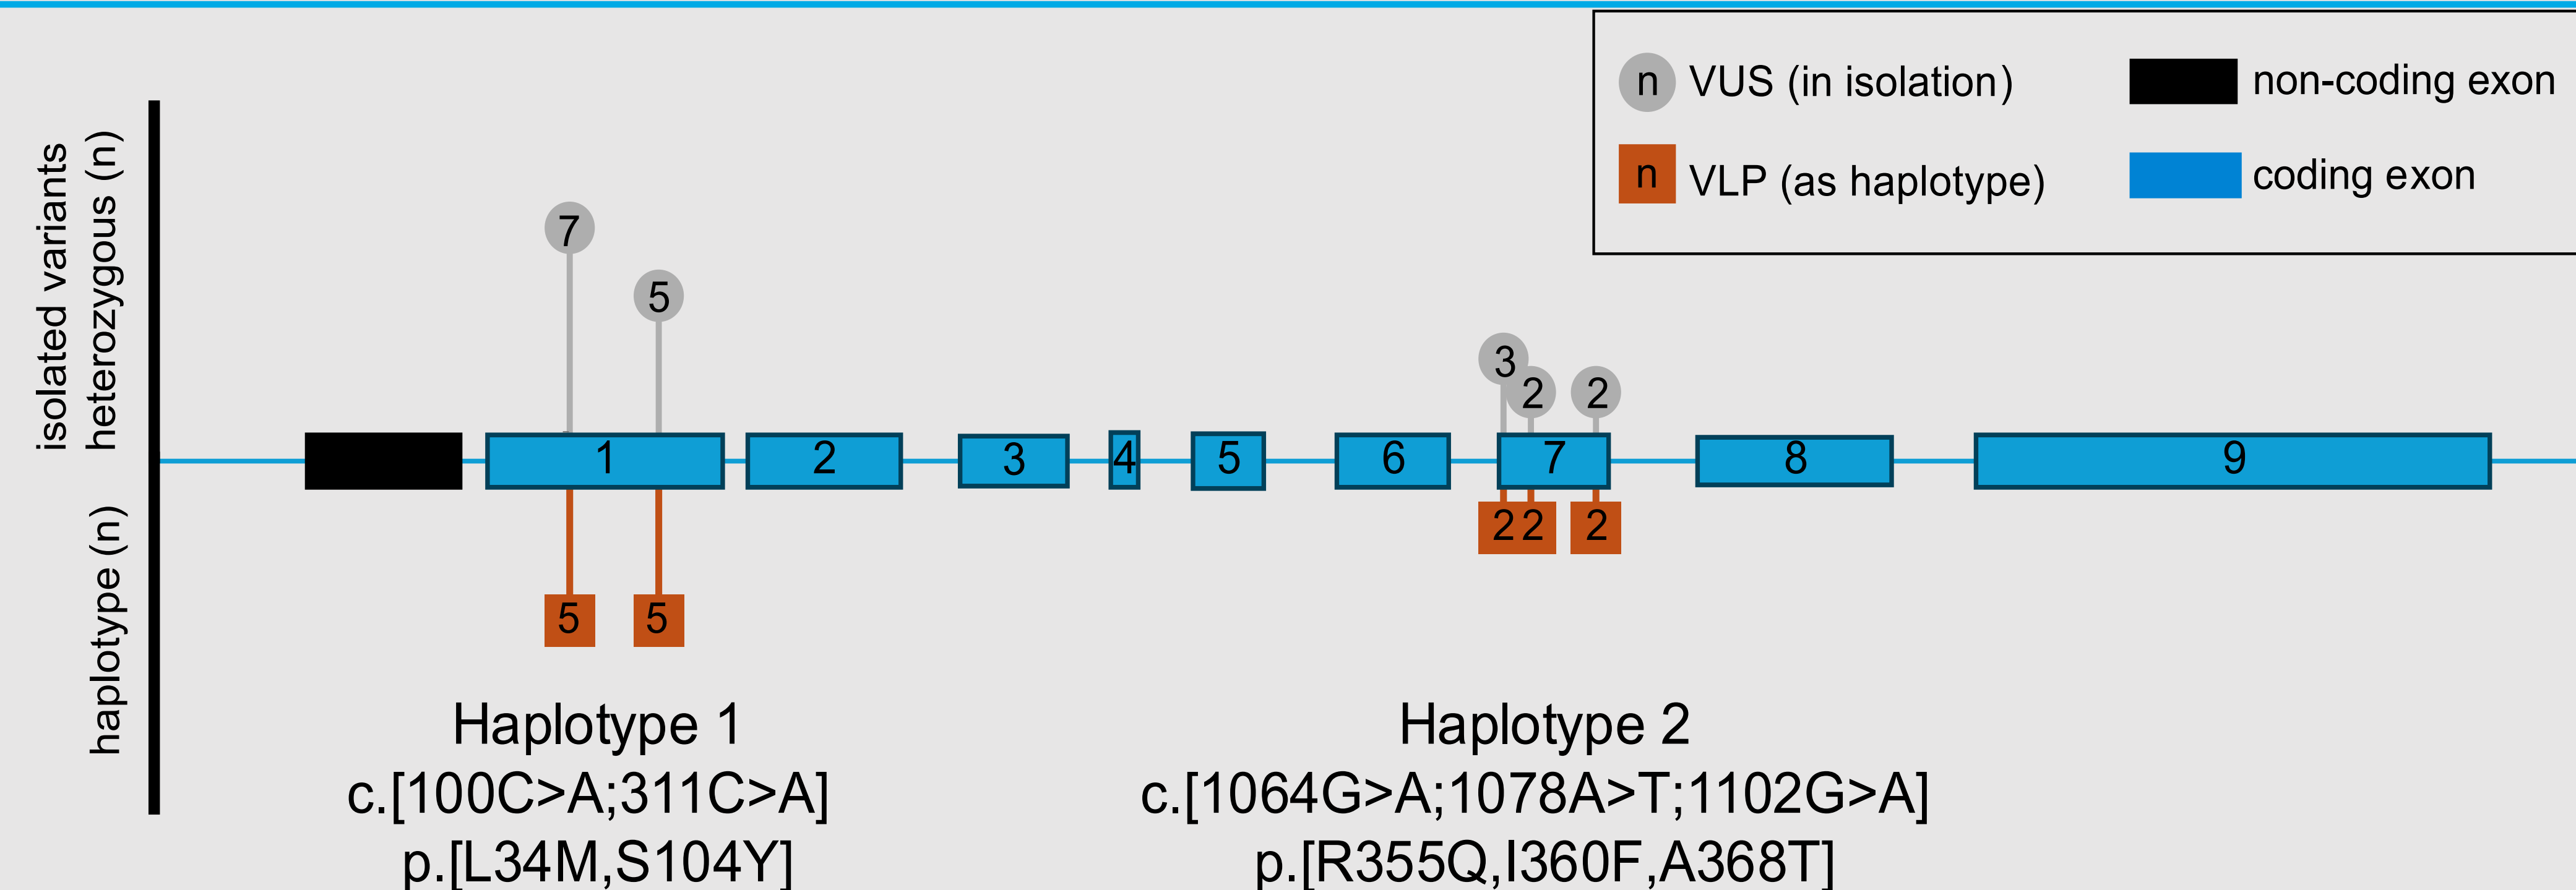 n VUS (in isolation)
non-coding exon
n VLP (as haplotype)
coding exon
isolated variants
heterozygous (n)
haplotype (n)
7
5
3
2
2
1
2
3
4
5
6
7
8
9
2
2
2
5
5
Haplotype 1
c.[100C>A;311C>A]
p.[L34M,S104Y]
Haplotype 2
c.[1064G>A;1078A>T;1102G>A]
p.[R355Q,I360F,A368T]